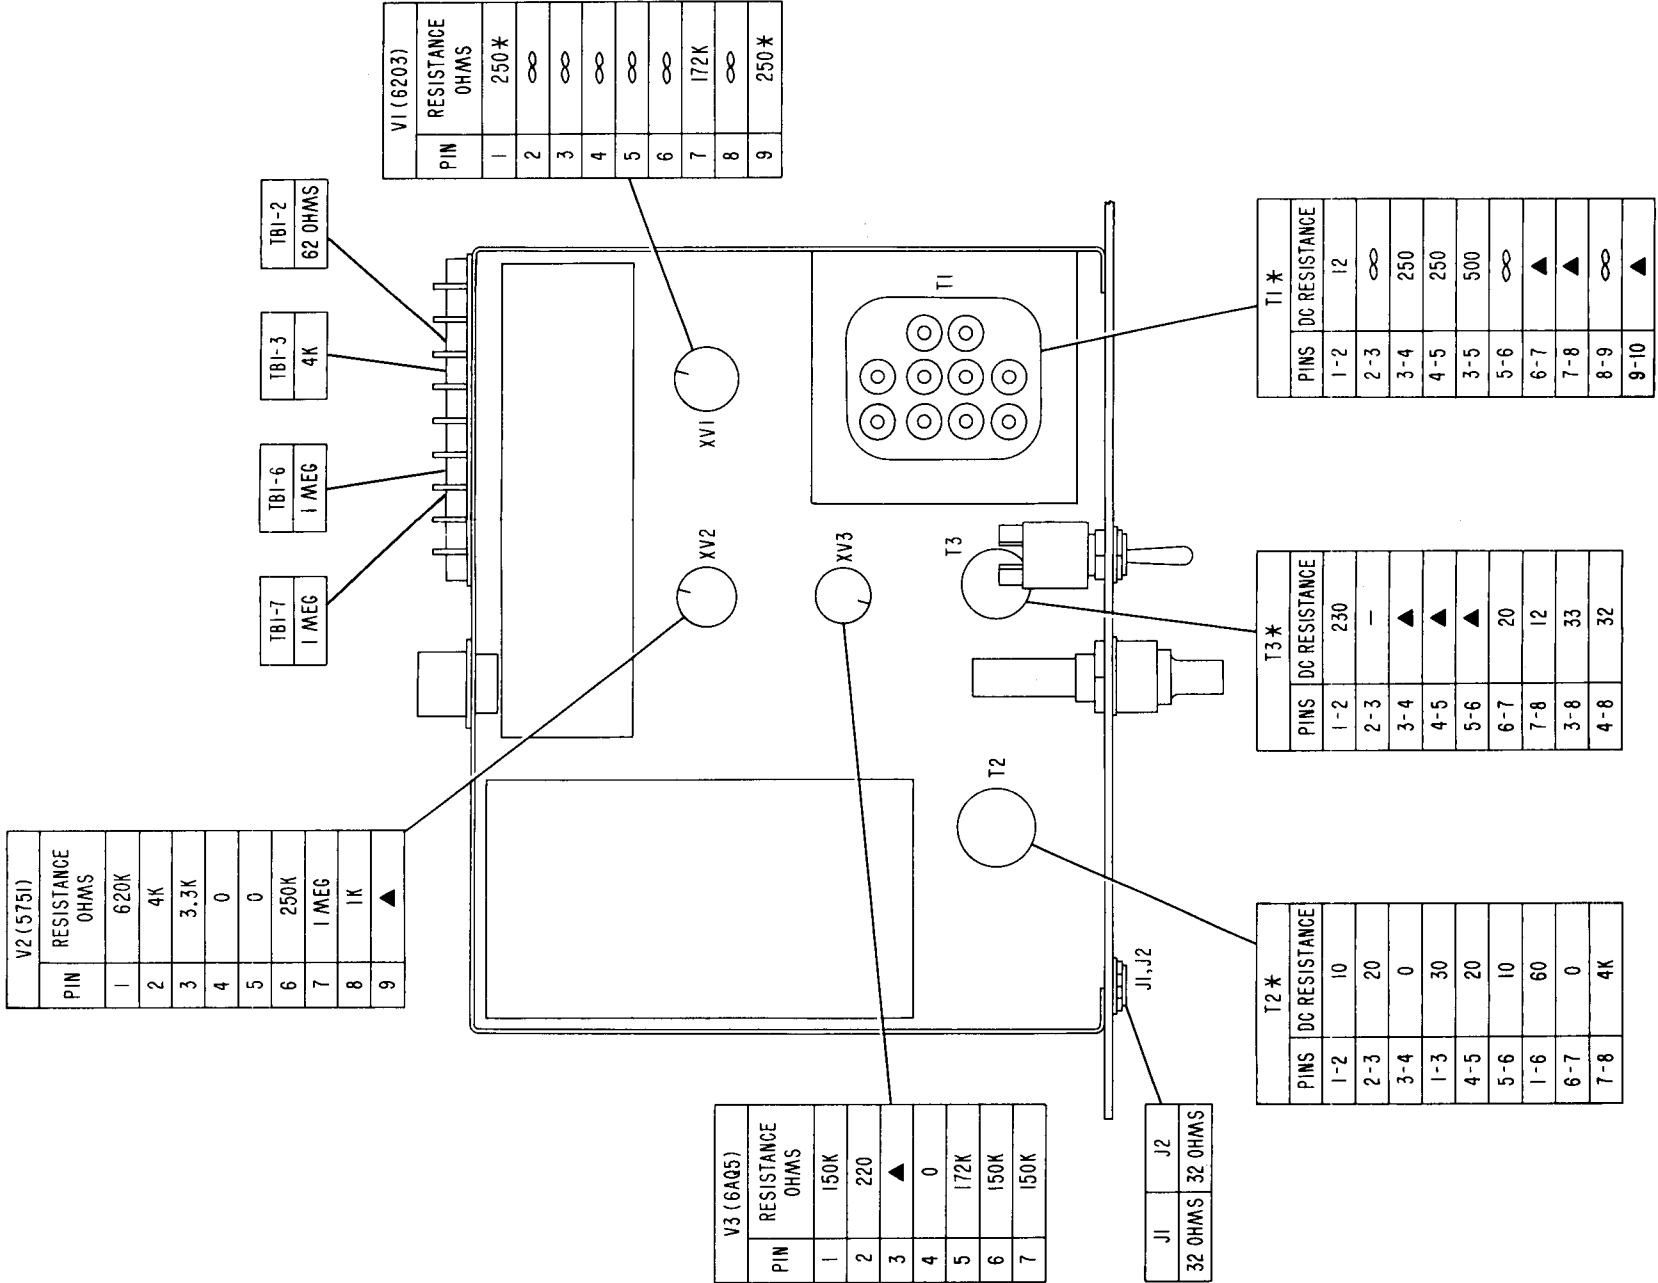 V1 (6203)
PIN RESISTANCE OHMS
1 250*
2 ∞
3 ∞
4 ∞
5 ∞
6 ∞
7 172K
8 ∞
9 250*
TB1-2
62 OHMS
TB1-3
4K
TB1-6
1 MEG
TB1-7
1 MEG
V2 (5751)
PIN RESISTANCE OHMS
1 620K
2 4K
3 3.3K
4 0
5 0
6 250K
7 1 MEG
8 1K
9 ▲
XV1
XV2
XV3
T1
T3
T2
J1,J2
V3 (6AQ5)
PIN RESISTANCE OHMS
1 150K
2 220
3 ▲
4 0
5 172K
6 150K
7 150K
J1 J2
32 OHMS 32 OHMS
T2*
PINS DC RESISTANCE
1-2 10
2-3 20
3-4 0
1-3 30
4-5 20
5-6 10
1-6 60
6-7 0
7-8 4K
T3*
PINS DC RESISTANCE
1-2 230
2-3 —
3-4 ▲
4-5 ▲
5-6 ▲
6-7 20
7-8 12
3-8 33
4-8 32
T1*
PINS DC RESISTANCE
1-2 12
2-3 ∞
3-4 250
4-5 250
3-5 500
5-6 ∞
6-7 ▲
7-8 ▲
8-9 ∞
9-10 ▲